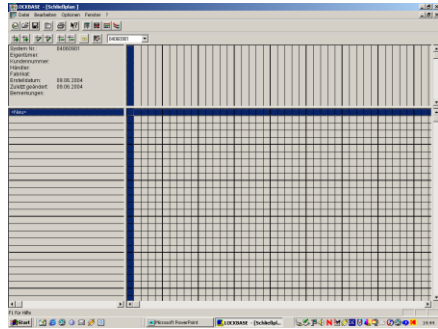 LOCKBASE - [Schließplan ]
Datei Bearbeiten Optionen Fenster ?
04060901
System Nr.: 04060901
Eigentümer:
Kundennummer:
Händler:
Fabrikat:
Erstelldatum: 09.06.2004
Zuletzt geändert: 09.06.2004
Bemerkungen:
<Neu>
F1 für Hilfe
Start
Microsoft PowerPoint
LOCKBASE - [Schließpl...